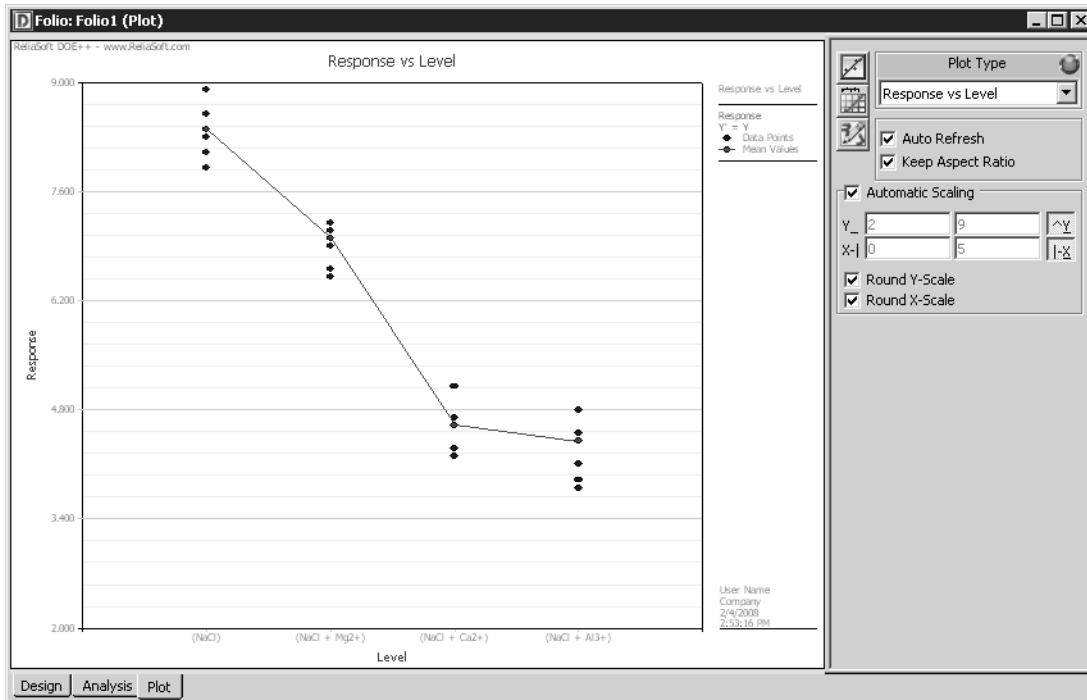 Folio: Folio1 (Plot)
ReliaSoft DOE++ - www.ReliaSoft.com
Response vs Level
9.000
7.600
6.200
4.800
3.400
2.000
Response
(NaCl)
(NaCl + Mg2+)
(NaCl + Ca2+)
(NaCl + Al3+)
Level
Response vs Level
Response
Y' = Y
Data Points
Mean Values
User Name
Company
2/4/2008
2:53:16 PM
Plot Type
Response vs Level
Auto Refresh
Keep Aspect Ratio
Automatic Scaling
Y_ 2 9 ^Y
X-| 0 5 |-X
Round Y-Scale
Round X-Scale
Design Analysis Plot